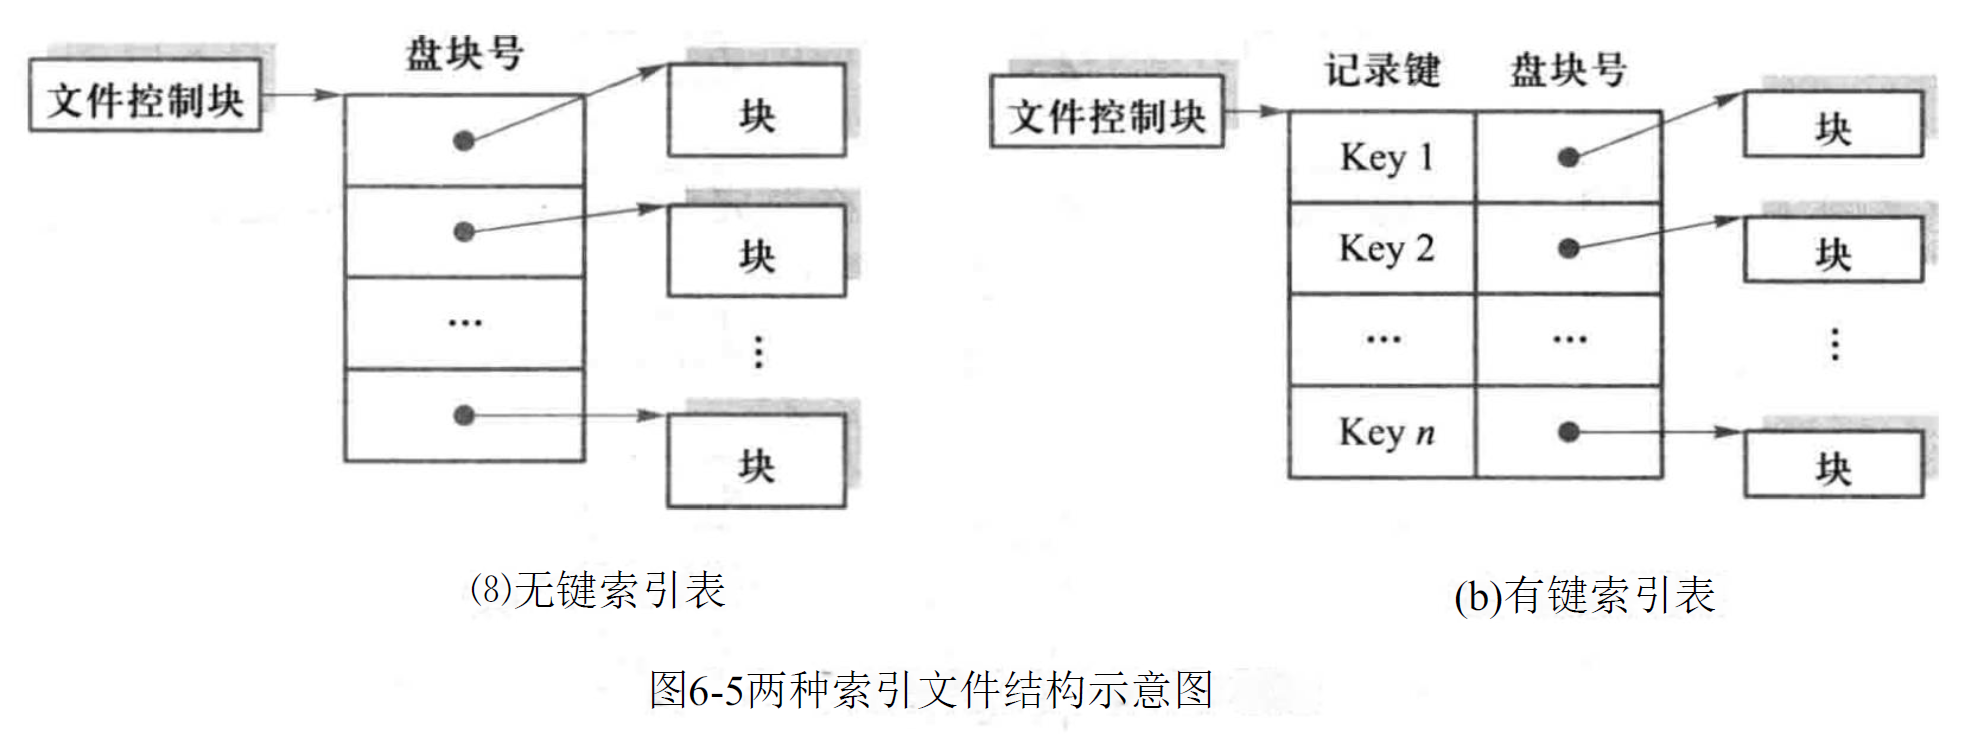 盘块号
文件控制块
块
块
…
⋮
块
⑻无键索引表
记录键 盘块号
文件控制块
Key 1
块
Key 2
块
… …
⋮
Key n
块
(b)有键索引表
图6-5两种索引文件结构示意图